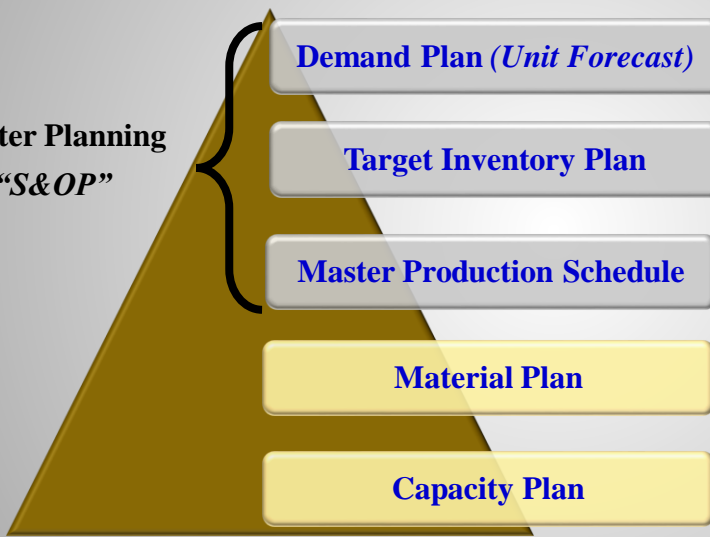 Demand Plan (Unit Forecast)
ter Planning
“S&OP”
Target Inventory Plan
Master Production Schedule
Material Plan
Capacity Plan